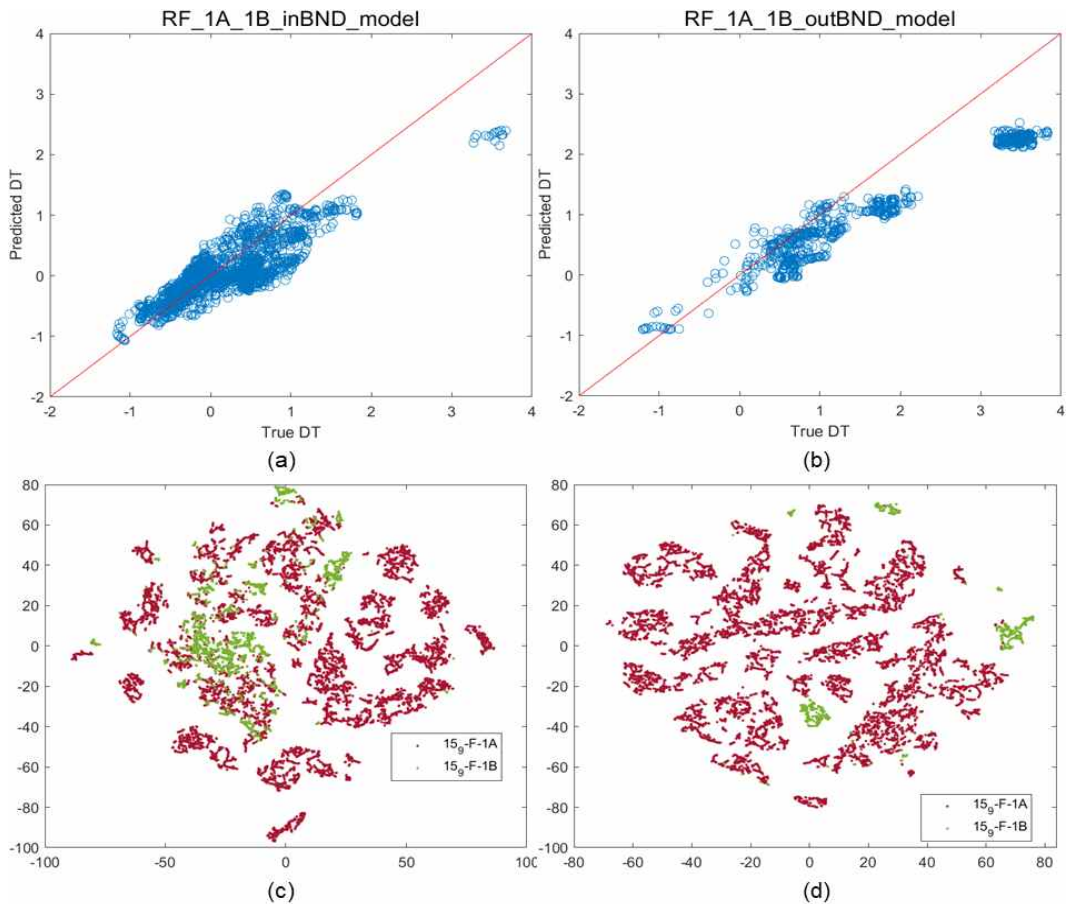 RF_1A_1B_inBND_model
4
3
2
1
0
-1
-2
Predicted DT
-2 -1 0 1 2 3 4
True DT
(a)
RF_1A_1B_outBND_model
4
3
2
1
0
-1
-2
Predicted DT
-2 -1 0 1 2 3 4
True DT
(b)
80
60
40
20
0
-20
-40
-60
-80
-100
-100 -50 0 50 100
15₉-F-1A
15₉-F-1B
(c)
80
60
40
20
0
-20
-40
-60
-80
-100
-80 -60 -40 -20 0 20 40 60 80
15₉-F-1A
15₉-F-1B
(d)